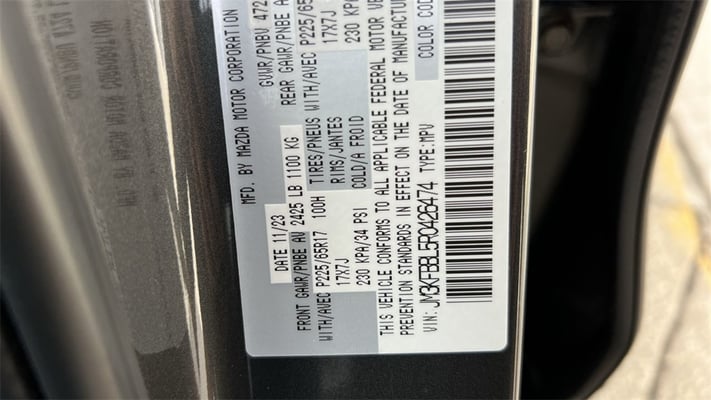 MFD. BY MAZDA MOTOR CORPORATION
DATE 11/23 GVWR/PNBV 472
FRONT GAWR/PNBE AV 2425 LB 1100 KG REAR GAWR/PNBE AR
WITH/AVEC P225/65R17 100H TIRES/PNEUS WITH/AVEC P225/65
17X7J RIMS/JANTES 17X7J
230 KPA/34 PSI COLD/A FROID 230 KPA
THIS VEHICLE CONFORMS TO ALL APPLICABLE FEDERAL MOTOR VE
PREVENTION STANDARDS IN EFFECT ON THE DATE OF MANUFACTUR
VIN: JM3KFBBL5R0426474 TYPE:MPV COLOR CODE